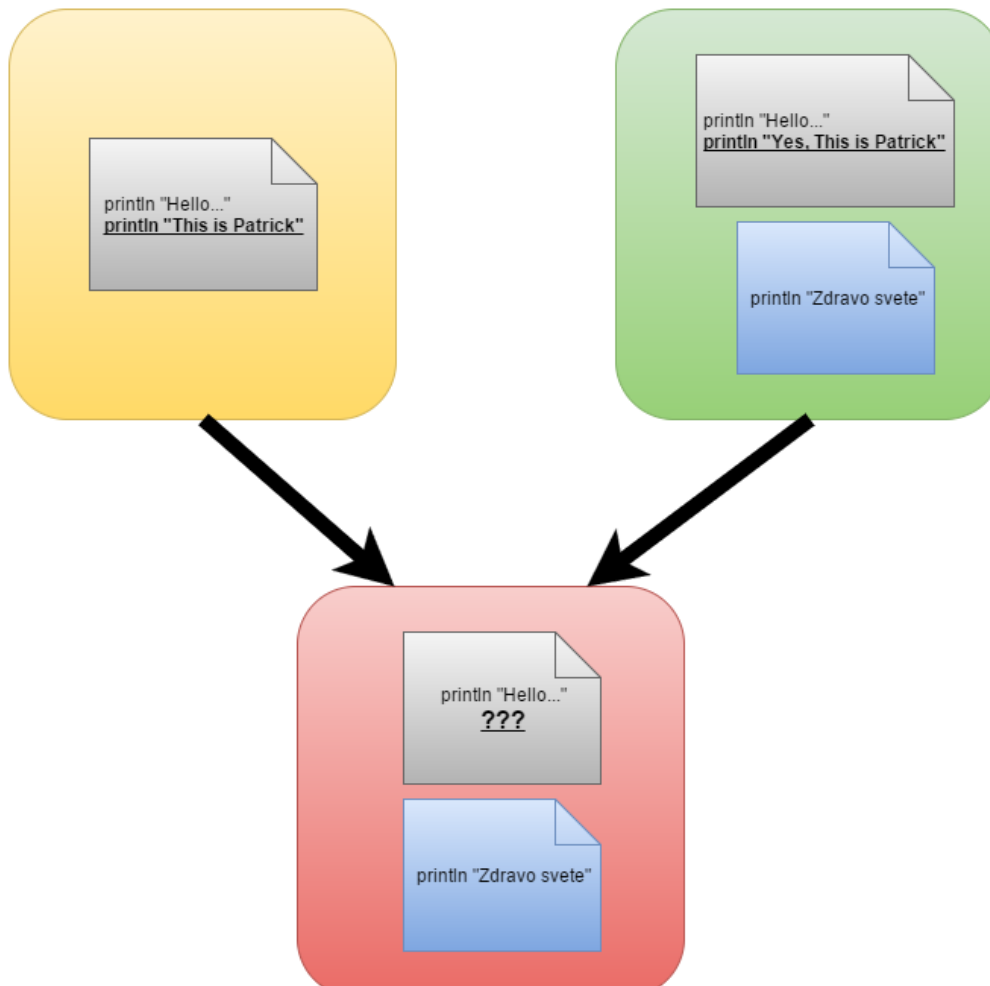 println "Hello..."
println "This is Patrick"
println "Hello..."
println "Yes, This is Patrick"
println "Zdravo svete"
println "Hello..."
???
println "Zdravo svete"